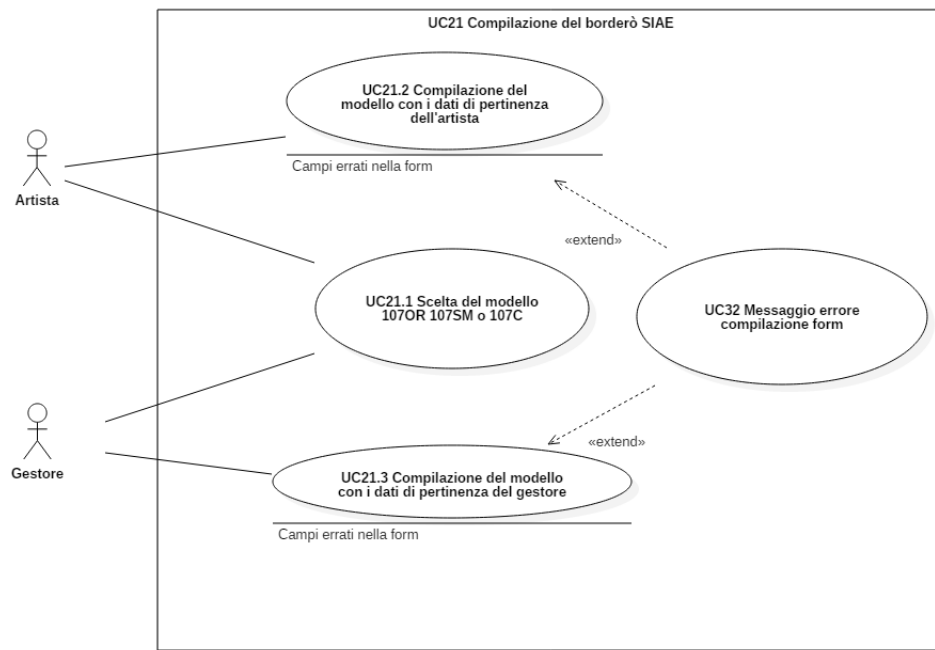 UC21 Compilazione del borderò SIAE
UC21.2 Compilazione del
modello con i dati di pertinenza
dell'artista
Campi errati nella form
Artista
«extend»
UC21.1 Scelta del modello
107OR 107SM o 107C
UC32 Messaggio errore
compilazione form
Gestore
«extend»
UC21.3 Compilazione del modello
con i dati di pertinenza del gestore
Campi errati nella form